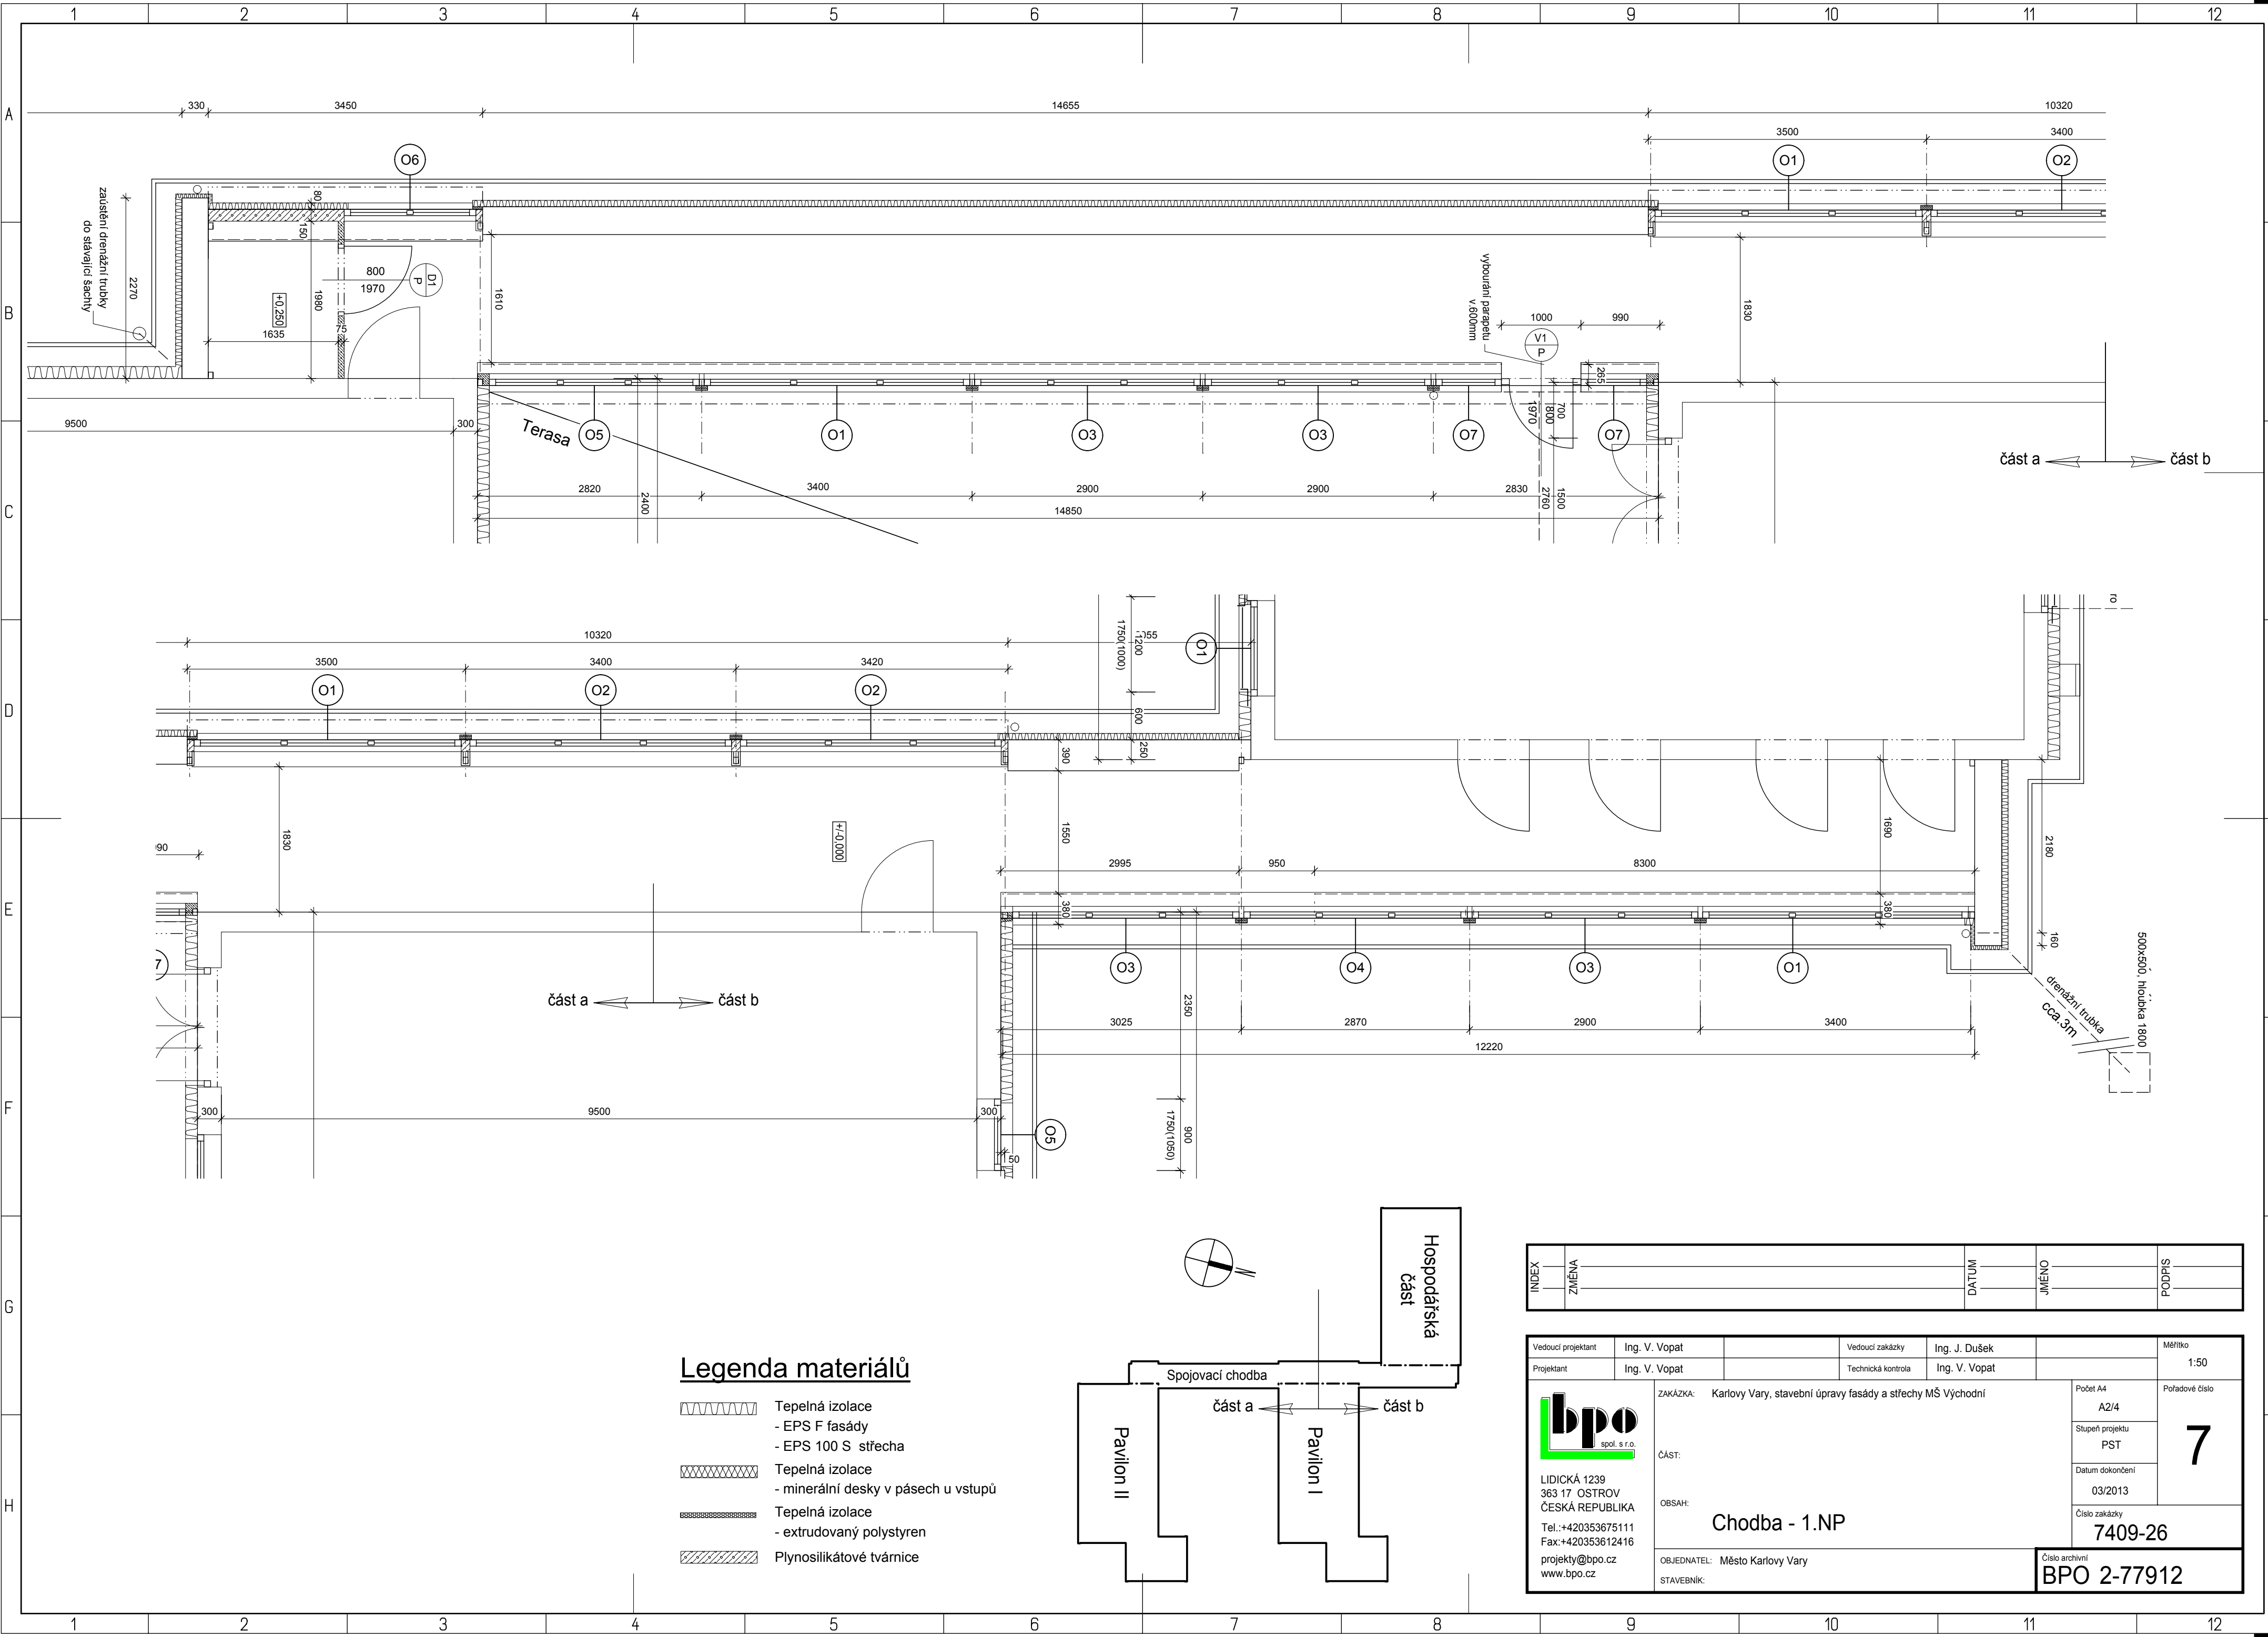 1 2 3 4 5 6 7 8 9 10 11 12
A
B
C
D
E
F
G
H
330
3450
14655
10320
3500
3400
O6
O1
O2
zaústění drenážní trubky
do stávající šachty
2270
80
150
1980
+0,250
1635
75
800
1970
D1
P
1610
vybourání parapetu
v.600mm
1000
990
V1
P
1830
265
700
800
1970
9500
300
Terasa
O5
O1
O3
O3
O7
O7
část a
část b
2820
3400
2900
2900
2830
2400
14850
1500
2760
10320
3500
3400
3420
O1
O2
O2
1750(1000)
1200
600
250
O1
390
1830
+/-0,000
1550
1690
2180
2995
950
8300
380
380
160
O3
O4
O3
O1
část a
část b
2350
3025
2870
2900
3400
12220
drenážní trubka
cca.3m
500x500, hloubka 1800
300
9500
300
O5
50
900
1750(1050)
Hospodářská
část
Spojovací chodba
část a
část b
Pavilon II
Pavilon I
Legenda materiálů
Tepelná izolace
- EPS F fasády
- EPS 100 S střecha
Tepelná izolace
- minerální desky v pásech u vstupů
Tepelná izolace
- extrudovaný polystyren
Plynosilikátové tvárnice
INDEX
ZMĚNA
DATUM
JMÉNO
PODPIS
Vedoucí projektant Ing. V. Vopat Vedoucí zakázky Ing. J. Dušek
Projektant Ing. V. Vopat Technická kontrola Ing. V. Vopat
Měřítko
1:50
bpo
spol. s r.o.
LIDICKÁ 1239
363 17 OSTROV
ČESKÁ REPUBLIKA
Tel.:+420353675111
Fax:+420353612416
projekty@bpo.cz
www.bpo.cz
ZAKÁZKA: Karlovy Vary, stavební úpravy fasády a střechy MŠ Východní
ČÁST:
OBSAH:
Chodba - 1.NP
OBJEDNATEL: Město Karlovy Vary
STAVEBNÍK:
Počet A4
A2/4
Stupeň projektu
PST
Datum dokončení
03/2013
Pořadové číslo
7
Číslo zakázky
7409-26
Číslo archivní
BPO 2-77912
1 2 3 4 5 6 7 8 9 10 11 12